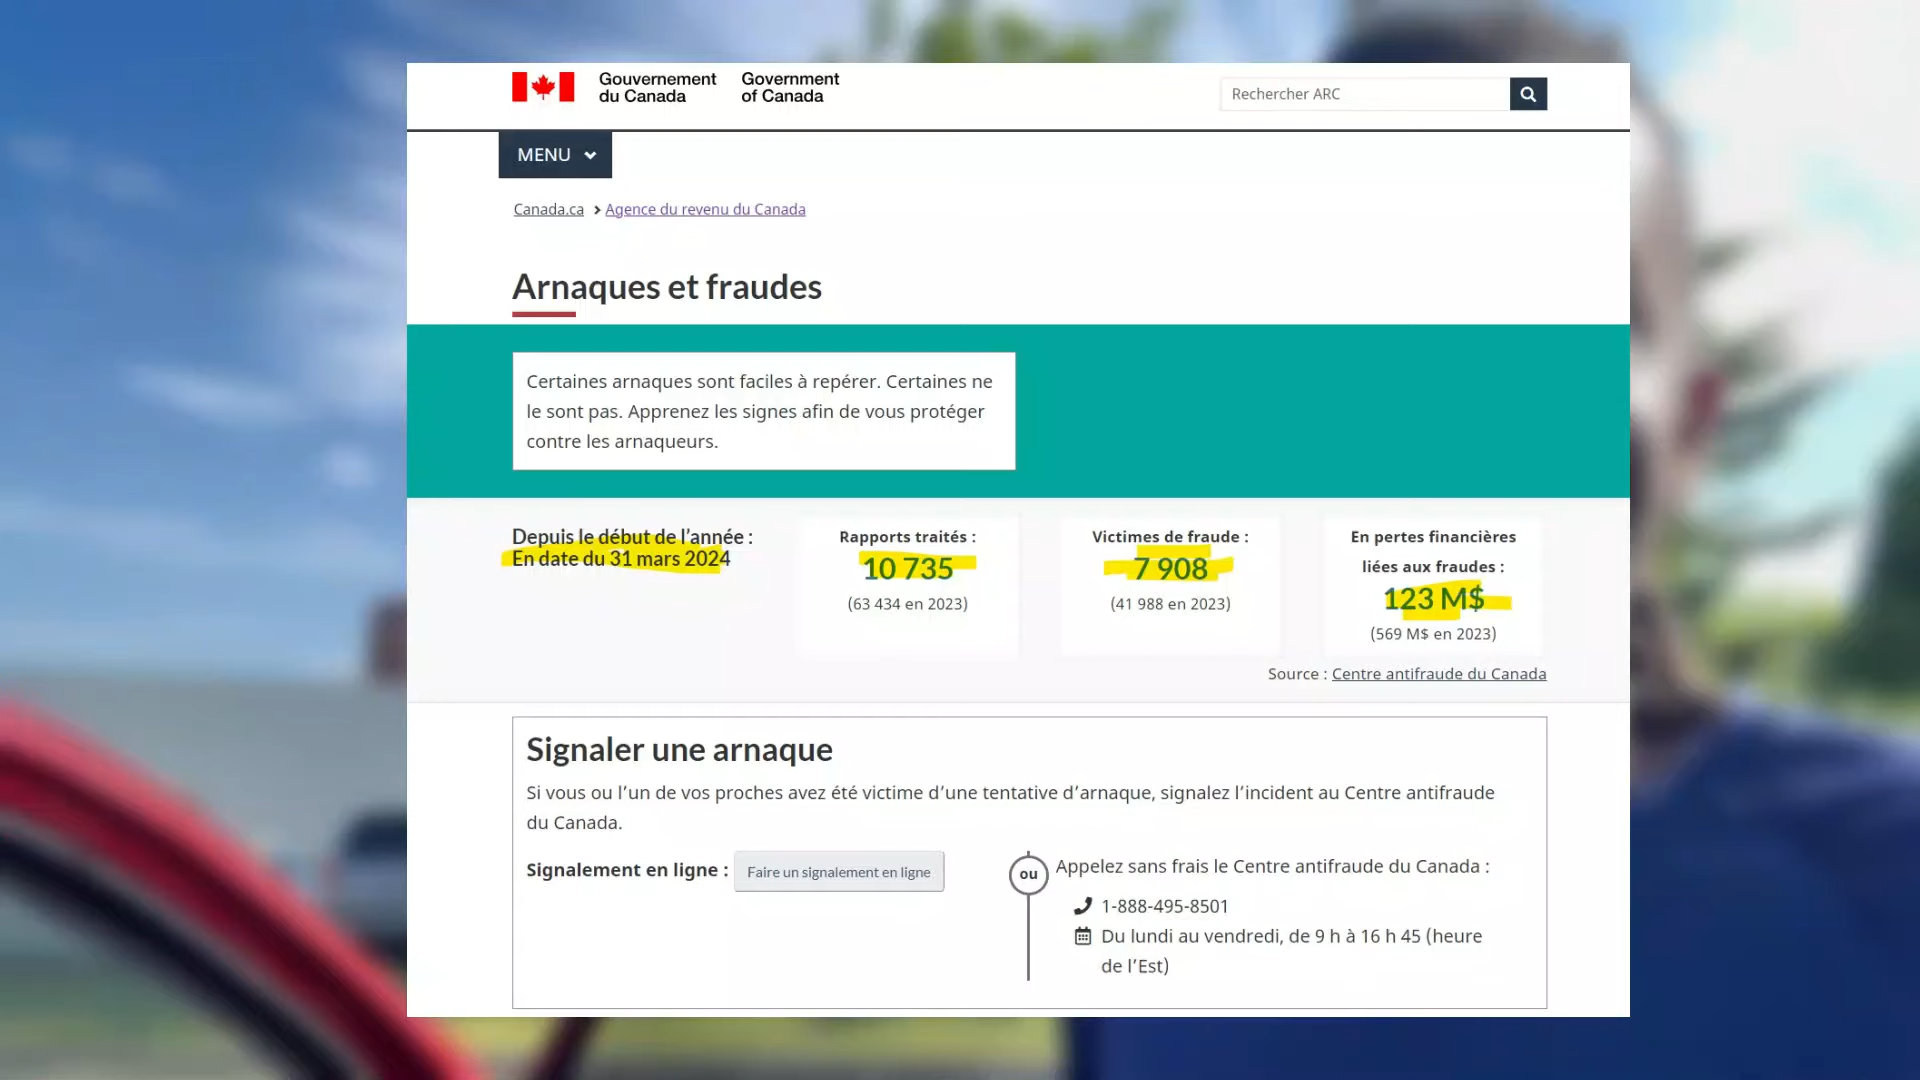 Gouvernement
du Canada
Government
of Canada
Rechercher ARC
MENU
Canada.ca
Agence du revenu du Canada
Arnaques et fraudes
Certaines arnaques sont faciles à repérer. Certaines ne
le sont pas. Apprenez les signes afin de vous protéger
contre les arnaqueurs.
Depuis le début de l’année :
En date du 31 mars 2024
Rapports traités :
10 735
(63 434 en 2023)
Victimes de fraude :
7 908
(41 988 en 2023)
En pertes financières
liées aux fraudes :
123 M$
(569 M$ en 2023)
Source : Centre antifraude du Canada
Signaler une arnaque
Si vous ou l’un de vos proches avez été victime d’une tentative d’arnaque, signalez l’incident au Centre antifraude
du Canada.
Signalement en ligne : Faire un signalement en ligne
ou
Appelez sans frais le Centre antifraude du Canada :
1-888-495-8501
Du lundi au vendredi, de 9 h à 16 h 45 (heure
de l’Est)